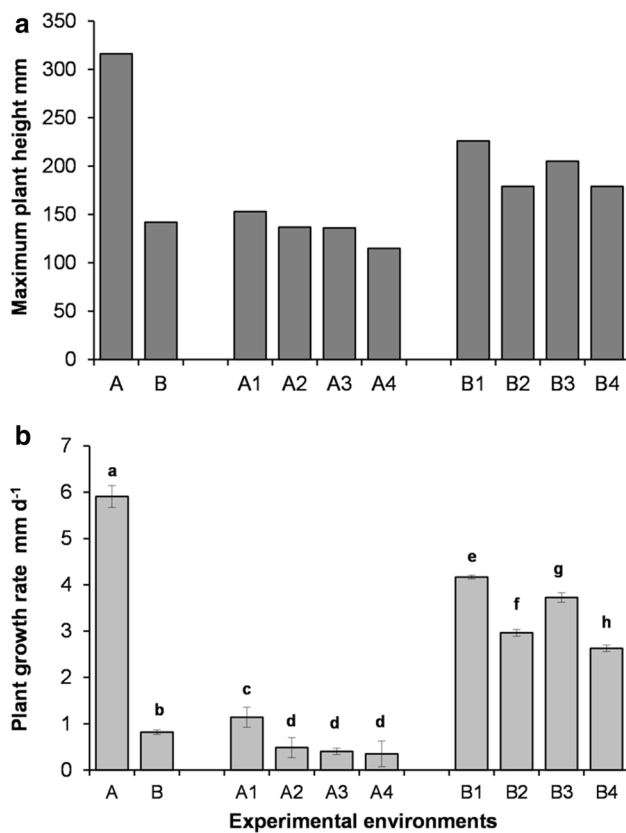 a
Maximum plant height mm
350
300
250
200
150
100
50
0
A B A1 A2 A3 A4 B1 B2 B3 B4
b
Plant growth rate mm d⁻¹
7
6
5
4
3
2
1
0
a b c d d d e f g h
A B A1 A2 A3 A4 B1 B2 B3 B4
Experimental environments